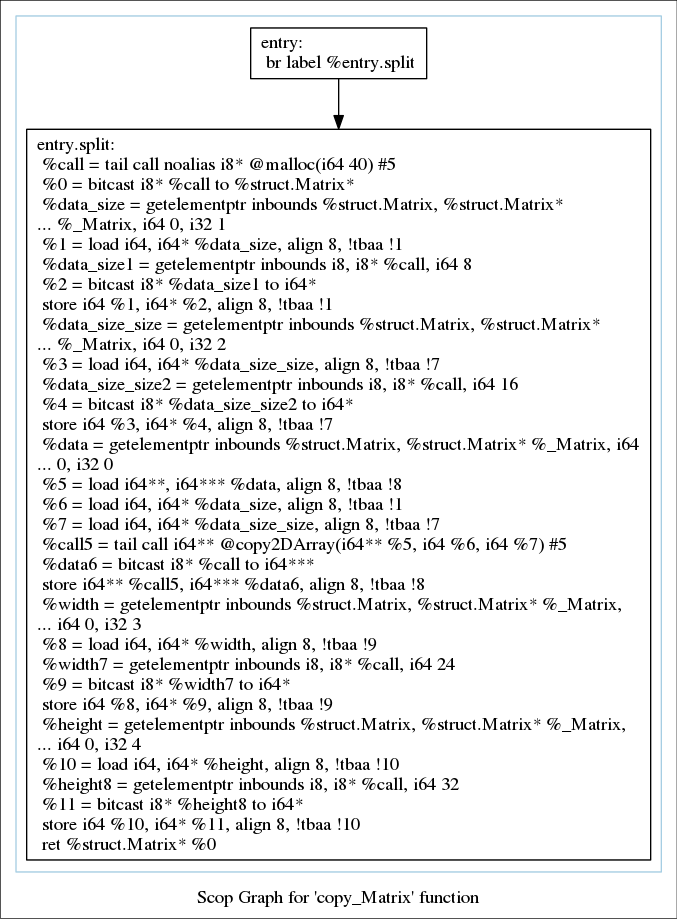 entry:
br label %entry.split
entry.split:
%call = tail call noalias i8* @malloc(i64 40) #5
%0 = bitcast i8* %call to %struct.Matrix*
%data_size = getelementptr inbounds %struct.Matrix, %struct.Matrix*
... %_Matrix, i64 0, i32 1
%1 = load i64, i64* %data_size, align 8, !tbaa !1
%data_size1 = getelementptr inbounds i8, i8* %call, i64 8
%2 = bitcast i8* %data_size1 to i64*
store i64 %1, i64* %2, align 8, !tbaa !1
%data_size_size = getelementptr inbounds %struct.Matrix, %struct.Matrix*
... %_Matrix, i64 0, i32 2
%3 = load i64, i64* %data_size_size, align 8, !tbaa !7
%data_size_size2 = getelementptr inbounds i8, i8* %call, i64 16
%4 = bitcast i8* %data_size_size2 to i64*
store i64 %3, i64* %4, align 8, !tbaa !7
%data = getelementptr inbounds %struct.Matrix, %struct.Matrix* %_Matrix, i64
... 0, i32 0
%5 = load i64**, i64*** %data, align 8, !tbaa !8
%6 = load i64, i64* %data_size, align 8, !tbaa !1
%7 = load i64, i64* %data_size_size, align 8, !tbaa !7
%call5 = tail call i64** @copy2DArray(i64** %5, i64 %6, i64 %7) #5
%data6 = bitcast i8* %call to i64***
store i64** %call5, i64*** %data6, align 8, !tbaa !8
%width = getelementptr inbounds %struct.Matrix, %struct.Matrix* %_Matrix,
... i64 0, i32 3
%8 = load i64, i64* %width, align 8, !tbaa !9
%width7 = getelementptr inbounds i8, i8* %call, i64 24
%9 = bitcast i8* %width7 to i64*
store i64 %8, i64* %9, align 8, !tbaa !9
%height = getelementptr inbounds %struct.Matrix, %struct.Matrix* %_Matrix,
... i64 0, i32 4
%10 = load i64, i64* %height, align 8, !tbaa !10
%height8 = getelementptr inbounds i8, i8* %call, i64 32
%11 = bitcast i8* %height8 to i64*
store i64 %10, i64* %11, align 8, !tbaa !10
ret %struct.Matrix* %0
Scop Graph for 'copy_Matrix' function